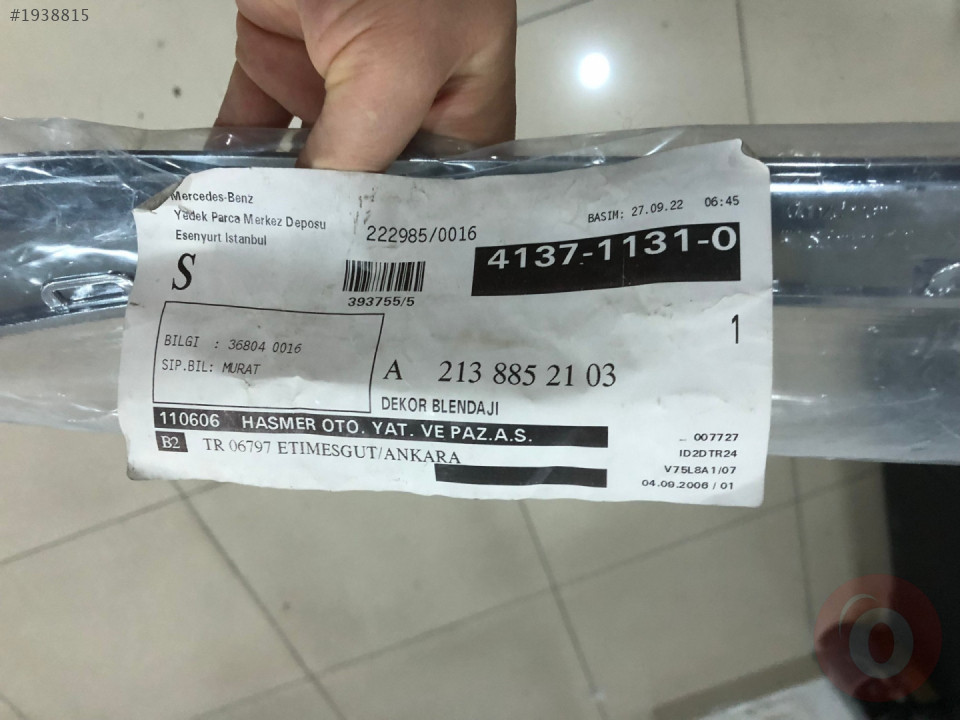 #1938815
Mercedes-Benz
Yedek Parca Merkez Deposu
Esenyurt Istanbul
222985/0016
BASIM: 27.09.22 06:45
4137-1131-0
S
393755/5
1
BILGI : 36804 0016
SIP.BIL: MURAT
A 213 885 21 03
DEKOR BLENDAJI
110606 HASMER OTO. YAT. VE PAZ.A.S.
B2 TR 06797 ETIMESGUT/ANKARA
007727
ID2DTR24
V75L8A1/07
04.09.2006 / 01